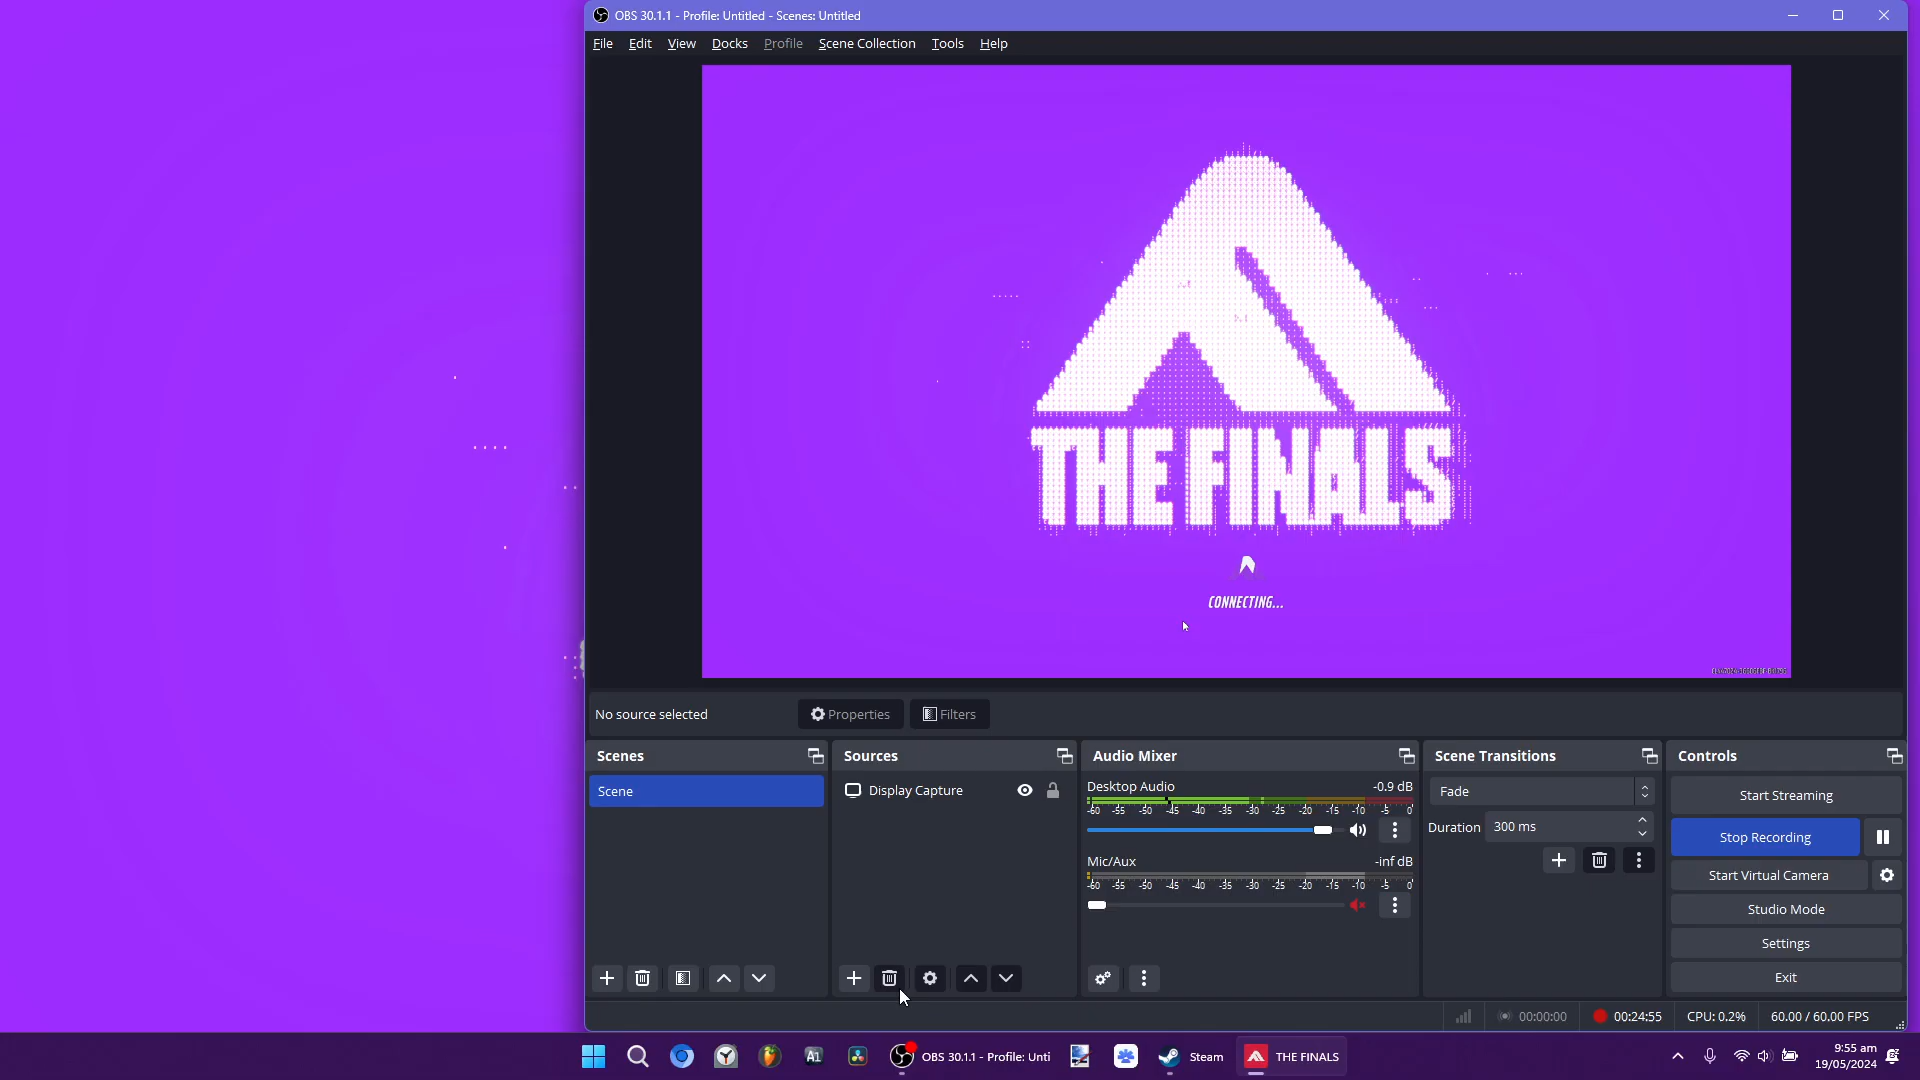 OBS 30.1.1 - Profile: Untitled - Scenes: Untitled
File Edit View Docks Profile Scene Collection Tools Help
THE FINALS
CONNECTING...
No source selected Properties Filters
Scenes Sources Audio Mixer Scene Transitions Controls
Scene
Display Capture
Desktop Audio -0.9 dB
-60 -55 -50 -45 -40 -35 -30 -25 -20 -15 -10 -5 0
Mic/Aux -inf dB
-60 -55 -50 -45 -40 -35 -30 -25 -20 -15 -10 -5 0
Fade
Duration 300 ms
Start Streaming
Stop Recording
Start Virtual Camera
Studio Mode
Settings
Exit
00:00:00 00:24:55 CPU: 0.2% 60.00 / 60.00 FPS
A1 OBS 30.1.1 - Profile: Unti Steam THE FINALS
9:55 am
19/05/2024